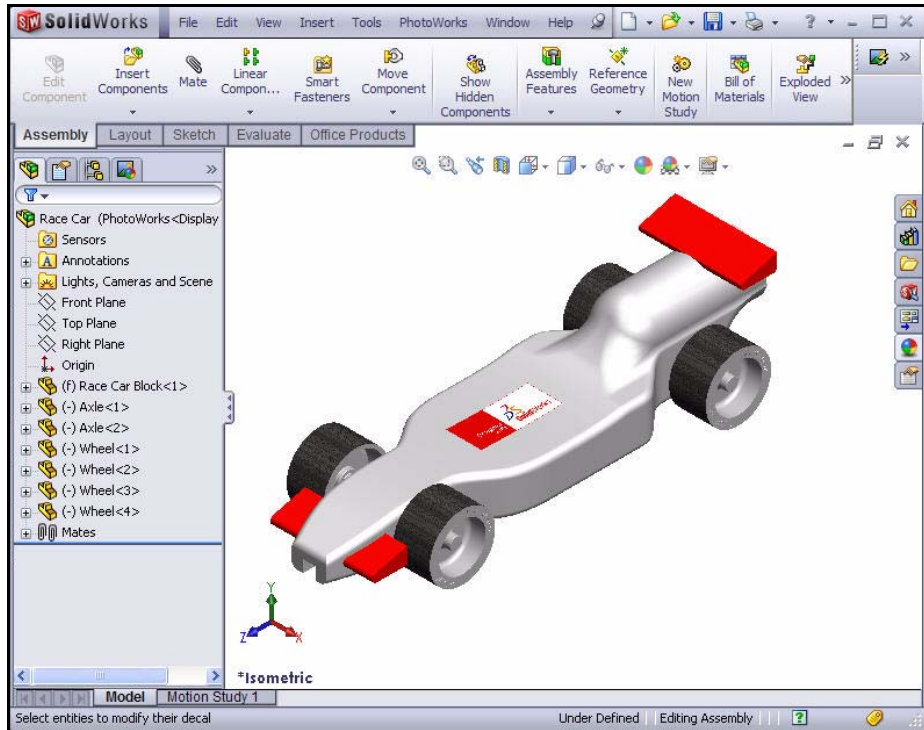 SolidWorks File Edit View Insert Tools PhotoWorks Window Help
Edit Component
Insert Components
Mate
Linear Compon...
Smart Fasteners
Move Component
Show Hidden Components
Assembly Features
Reference Geometry
New Motion Study
Bill of Materials
Exploded View
Assembly Layout Sketch Evaluate Office Products
Race Car (PhotoWorks<Display
Sensors
Annotations
Lights, Cameras and Scene
Front Plane
Top Plane
Right Plane
Origin
(f) Race Car Block<1>
(-) Axle<1>
(-) Axle<2>
(-) Wheel<1>
(-) Wheel<2>
(-) Wheel<3>
(-) Wheel<4>
Mates
Y
Z X
*Isometric
Model Motion Study 1
Select entities to modify their decal Under Defined Editing Assembly